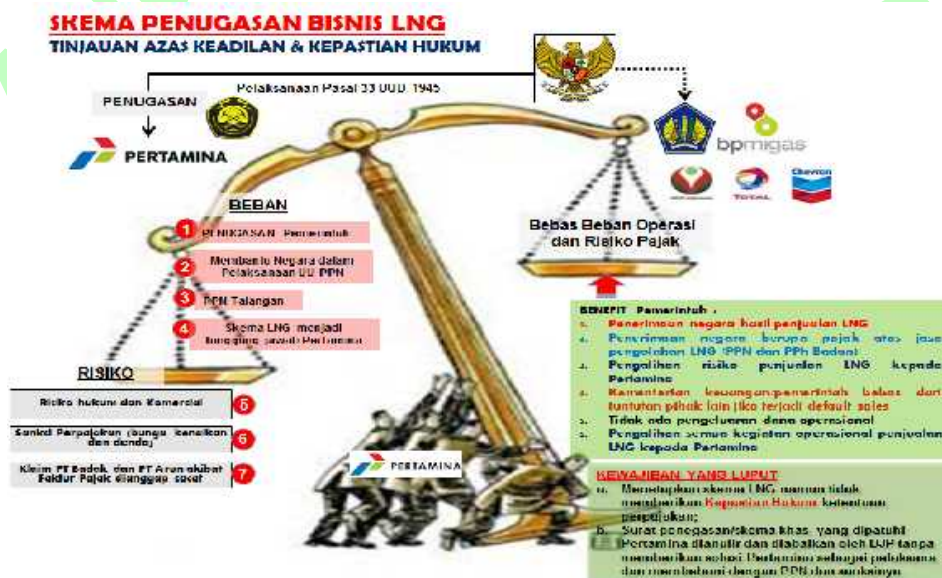 SKEMA PENUGASAN BISNIS LNG
TINJAUAN AZAS KEADILAN & KEPASTIAN HUKUM
Pelaksanaan Pasal 33 UUD 1945
PENUGASAN
PERTAMINA
bpmigas
TOTAL
Chevron
BEBAN
1 PENUGASAN Pemerintah
2 Membantu Negara dalam
Pelaksanaan UU PPN
3 PPN Talangan
4 Skema LNG menjadi
tanggung jawab Pertamina
Bebas Beban Operasi
dan Risiko Pajak
RISIKO
Risiko hukum dan Komersial 5
Sanksi Perpajakan (bunga kenaikan
dan denda) 6
Klaim PT Badak dan PT Arun akibat
Faktur Pajak dianggap cacat 7
PERTAMINA
BENEFIT Pemerintah :
Penerimaan negara hasil penjualan LNG
Penerimaan negara berupa pajak atas jasa
pengolahan LNG (PPN dan PPh Badan)
Pengalihan risiko penjualan LNG kepada
Pertamina
Kementerian keuangan/pemerintah bebas dari
tuntutan pihak lain jika terjadi default sales
Tidak ada pengeluaran dana operasional
Pengalihan semua kegiatan operasional penjualan
LNG kepada Pertamina
KEWAJIBAN YANG LUPUT
a. Menetapkan skema LNG namun tidak
memberikan Kepastian Hukum ketentuan
perpajakan;
b. Surat penegasan/skema khas yang dipatuhi
Pertamina dianulir dan diabaikan oleh DJP tanpa
memberikan solusi Pertamina sebagai pelaksana
dan membebani dengan PPN dan sanksinya